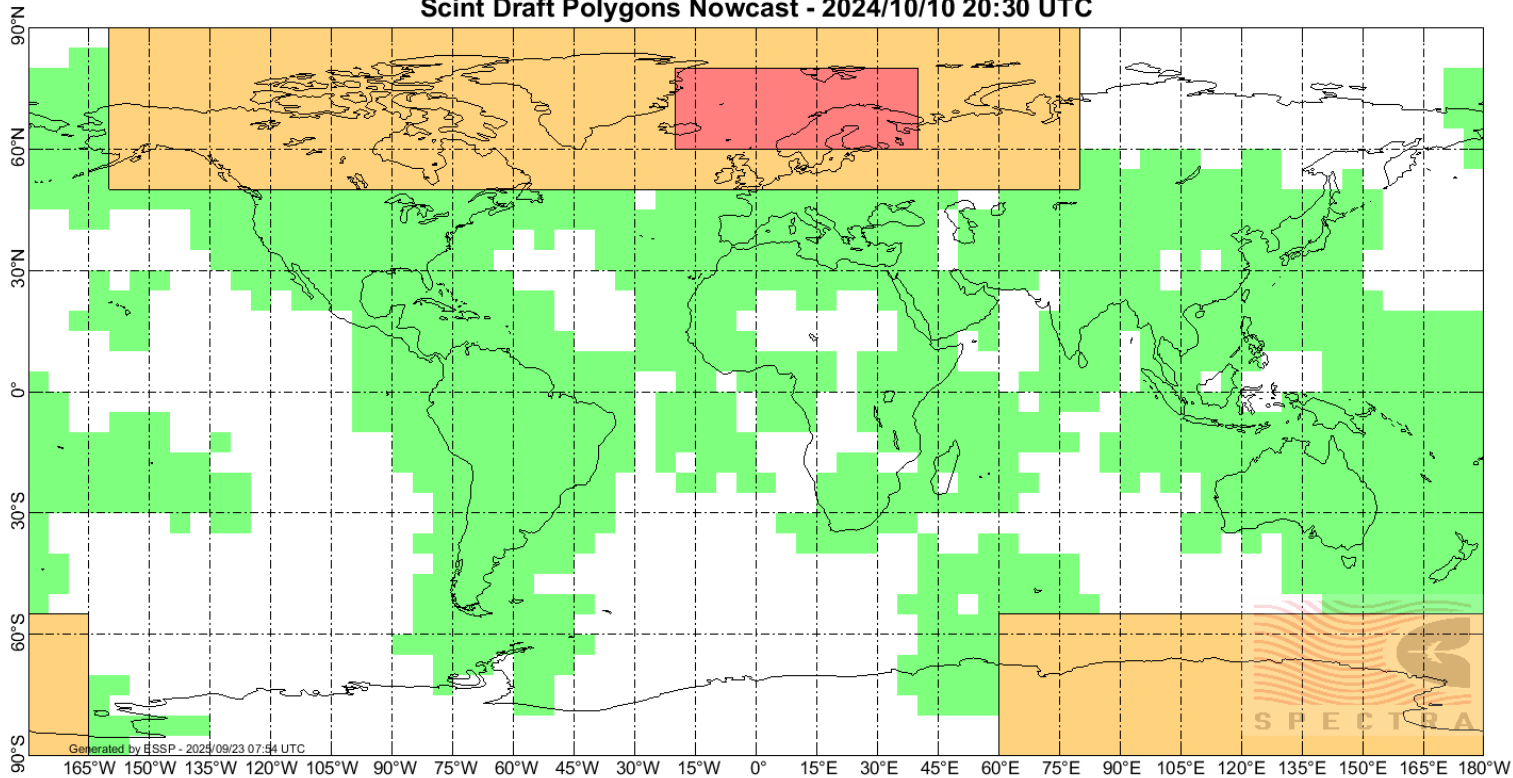 Scint Draft Polygons Nowcast - 2024/10/10 20:30 UTC
90°N
60°N
30°N
0°
30°S
60°S
90°S
Generated by ESSP - 2025/09/23 07:54 UTC
SPECTRA
165°W 150°W 135°W 120°W 105°W 90°W 75°W 60°W 45°W 30°W 15°W 0° 15°E 30°E 45°E 60°E 75°E 90°E 105°E 120°E 135°E 150°E 165°E 180°W